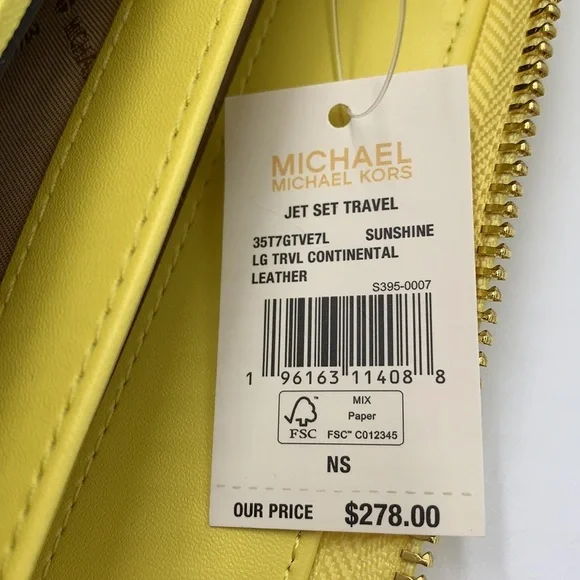 MICHAEL
MICHAEL
MICHAEL KORS
JET SET TRAVEL
35T7GTVE7L SUNSHINE
LG TRVL CONTINENTAL
LEATHER
S395-0007
1 96163 11408 8
MIX
Paper
FSC
FSC™ C012345
NS
OUR PRICE $278.00